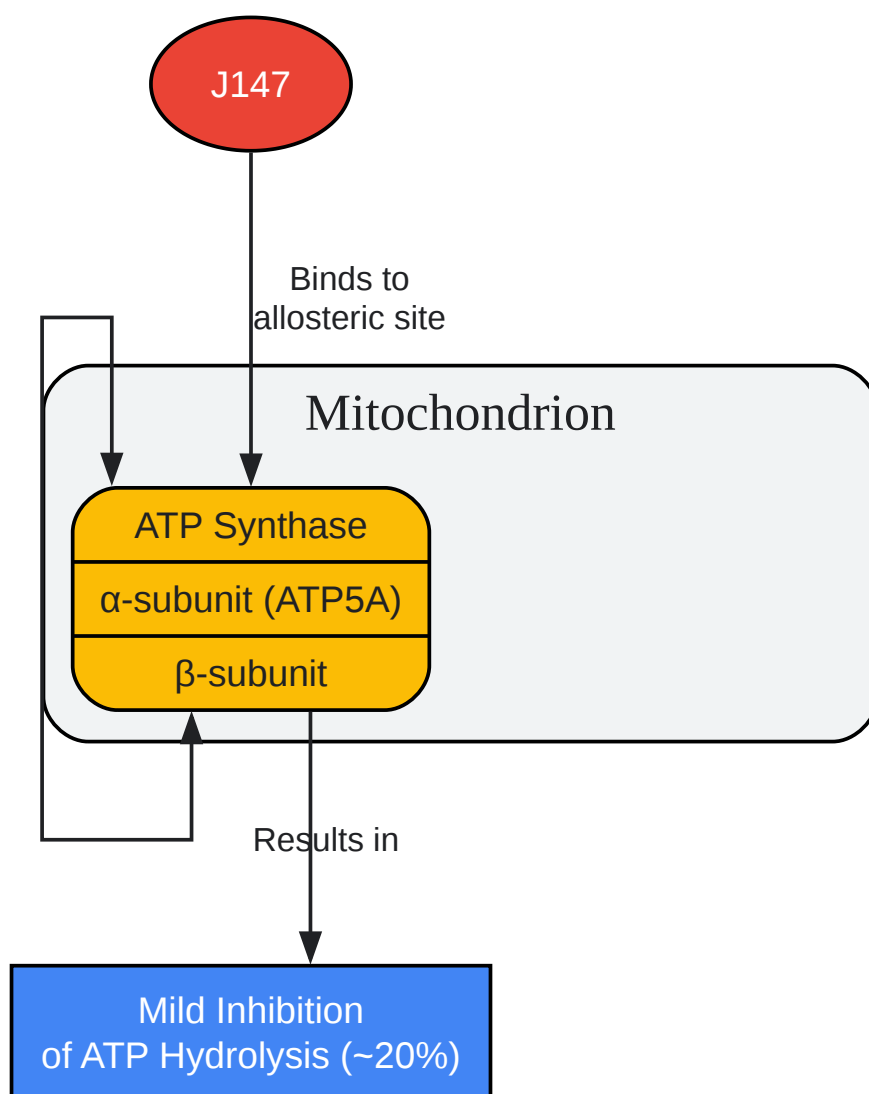 J147
Binds to
allosteric site
Mitochondrion
ATP Synthase
α-subunit (ATP5A)
β-subunit
Results in
Mild Inhibition
of ATP Hydrolysis (~20%)